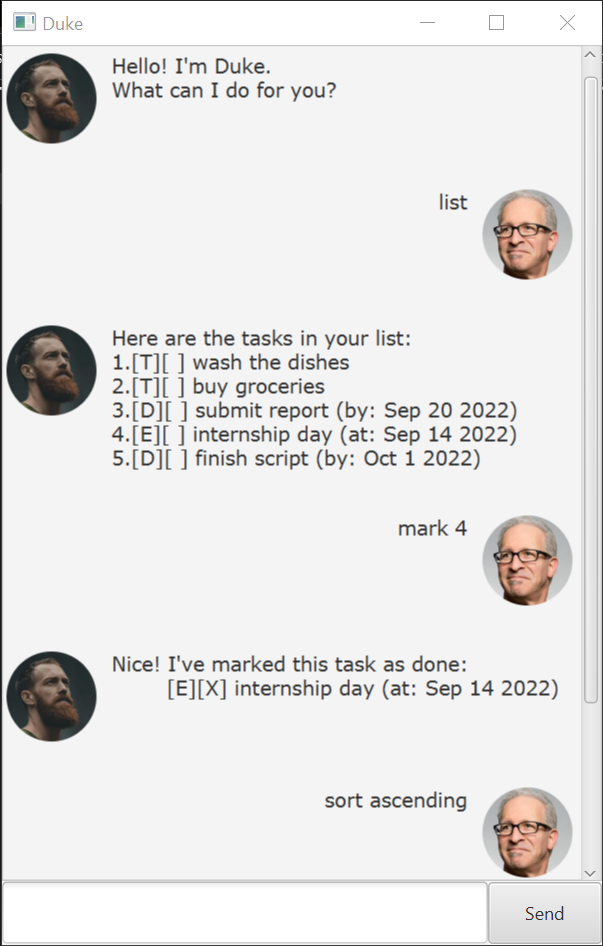 Duke
Hello! I'm Duke.
What can I do for you?
list
Here are the tasks in your list:
1.[T][ ] wash the dishes
2.[T][ ] buy groceries
3.[D][ ] submit report (by: Sep 20 2022)
4.[E][ ] internship day (at: Sep 14 2022)
5.[D][ ] finish script (by: Oct 1 2022)
mark 4
Nice! I've marked this task as done:
[E][X] internship day (at: Sep 14 2022)
sort ascending
Send